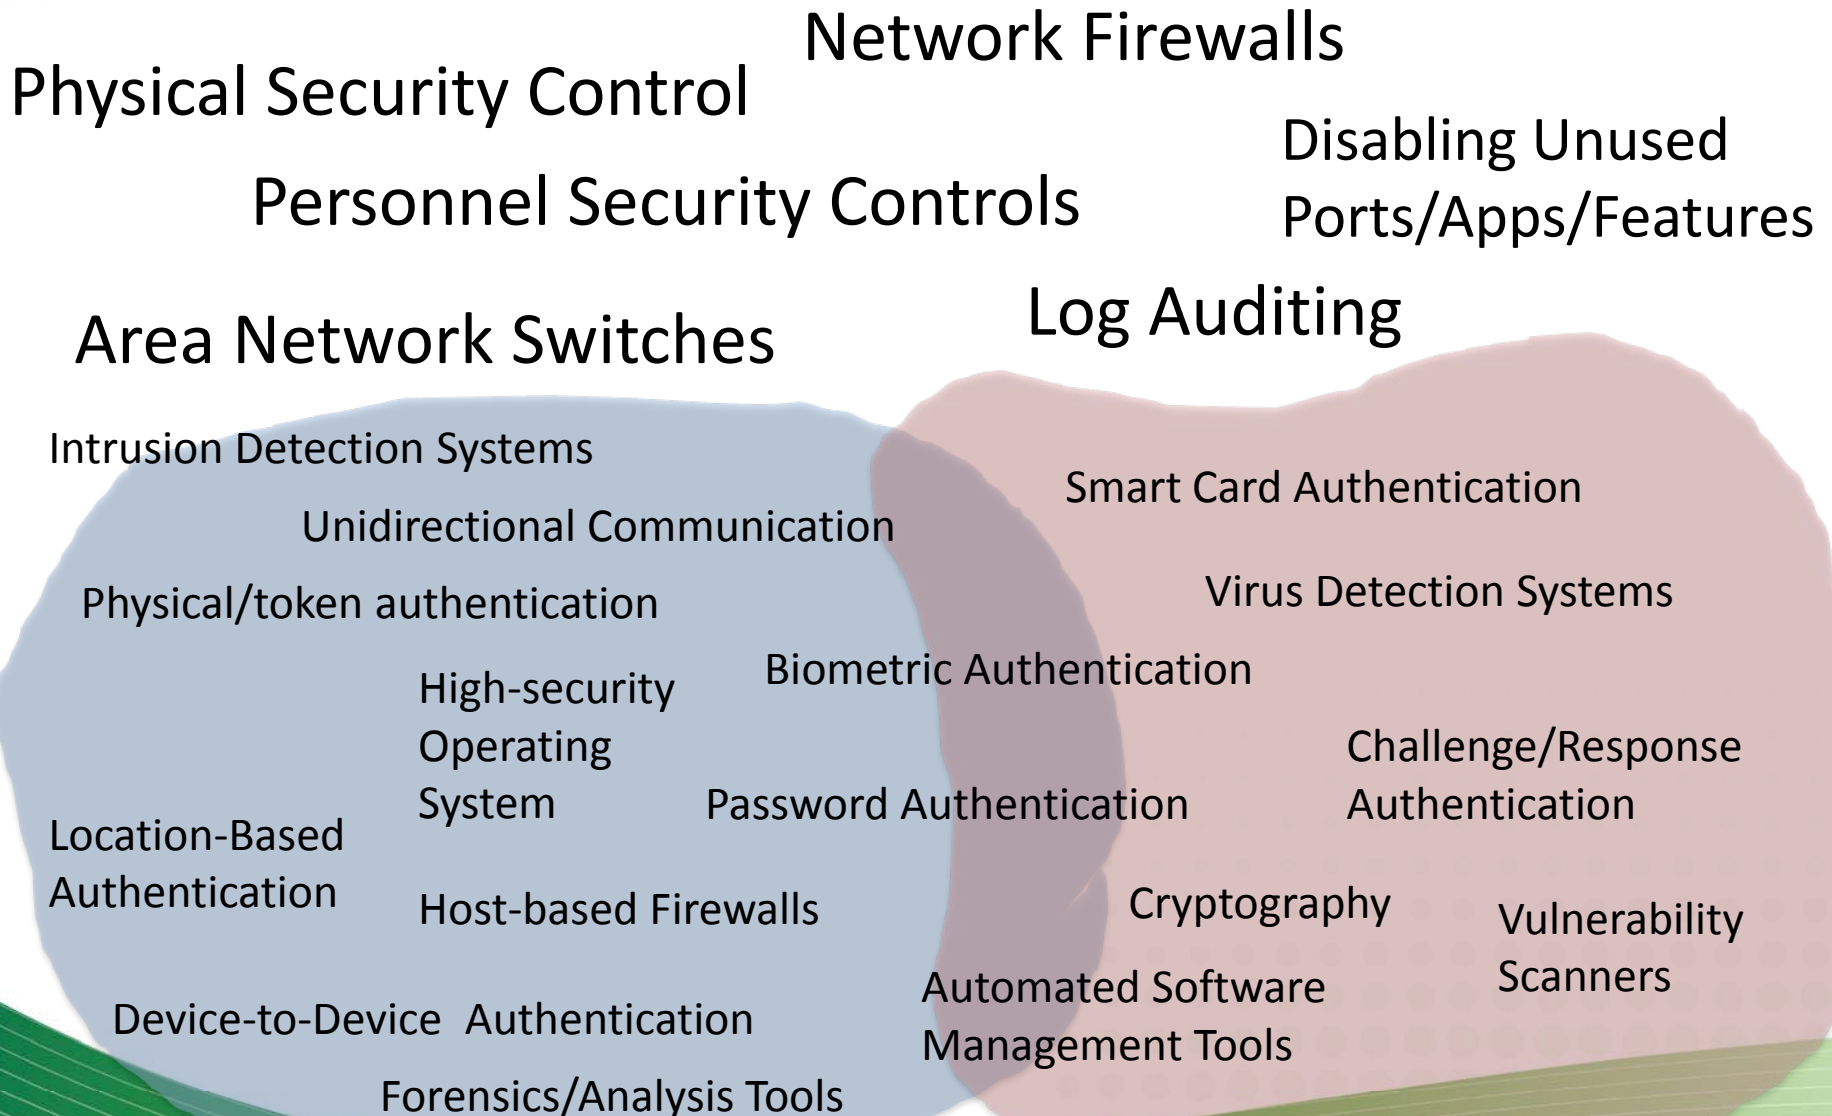 Network Firewalls
Physical Security Control
Disabling Unused
Ports/Apps/Features
Personnel Security Controls
Log Auditing
Area Network Switches
Intrusion Detection Systems
Smart Card Authentication
Unidirectional Communication
Virus Detection Systems
Physical/token authentication
Biometric Authentication
High-security
Operating
System
Challenge/Response
Authentication
Password Authentication
Location-Based
Authentication
Host-based Firewalls
Cryptography
Vulnerability
Scanners
Automated Software
Management Tools
Device-to-Device  Authentication
Forensics/Analysis Tools